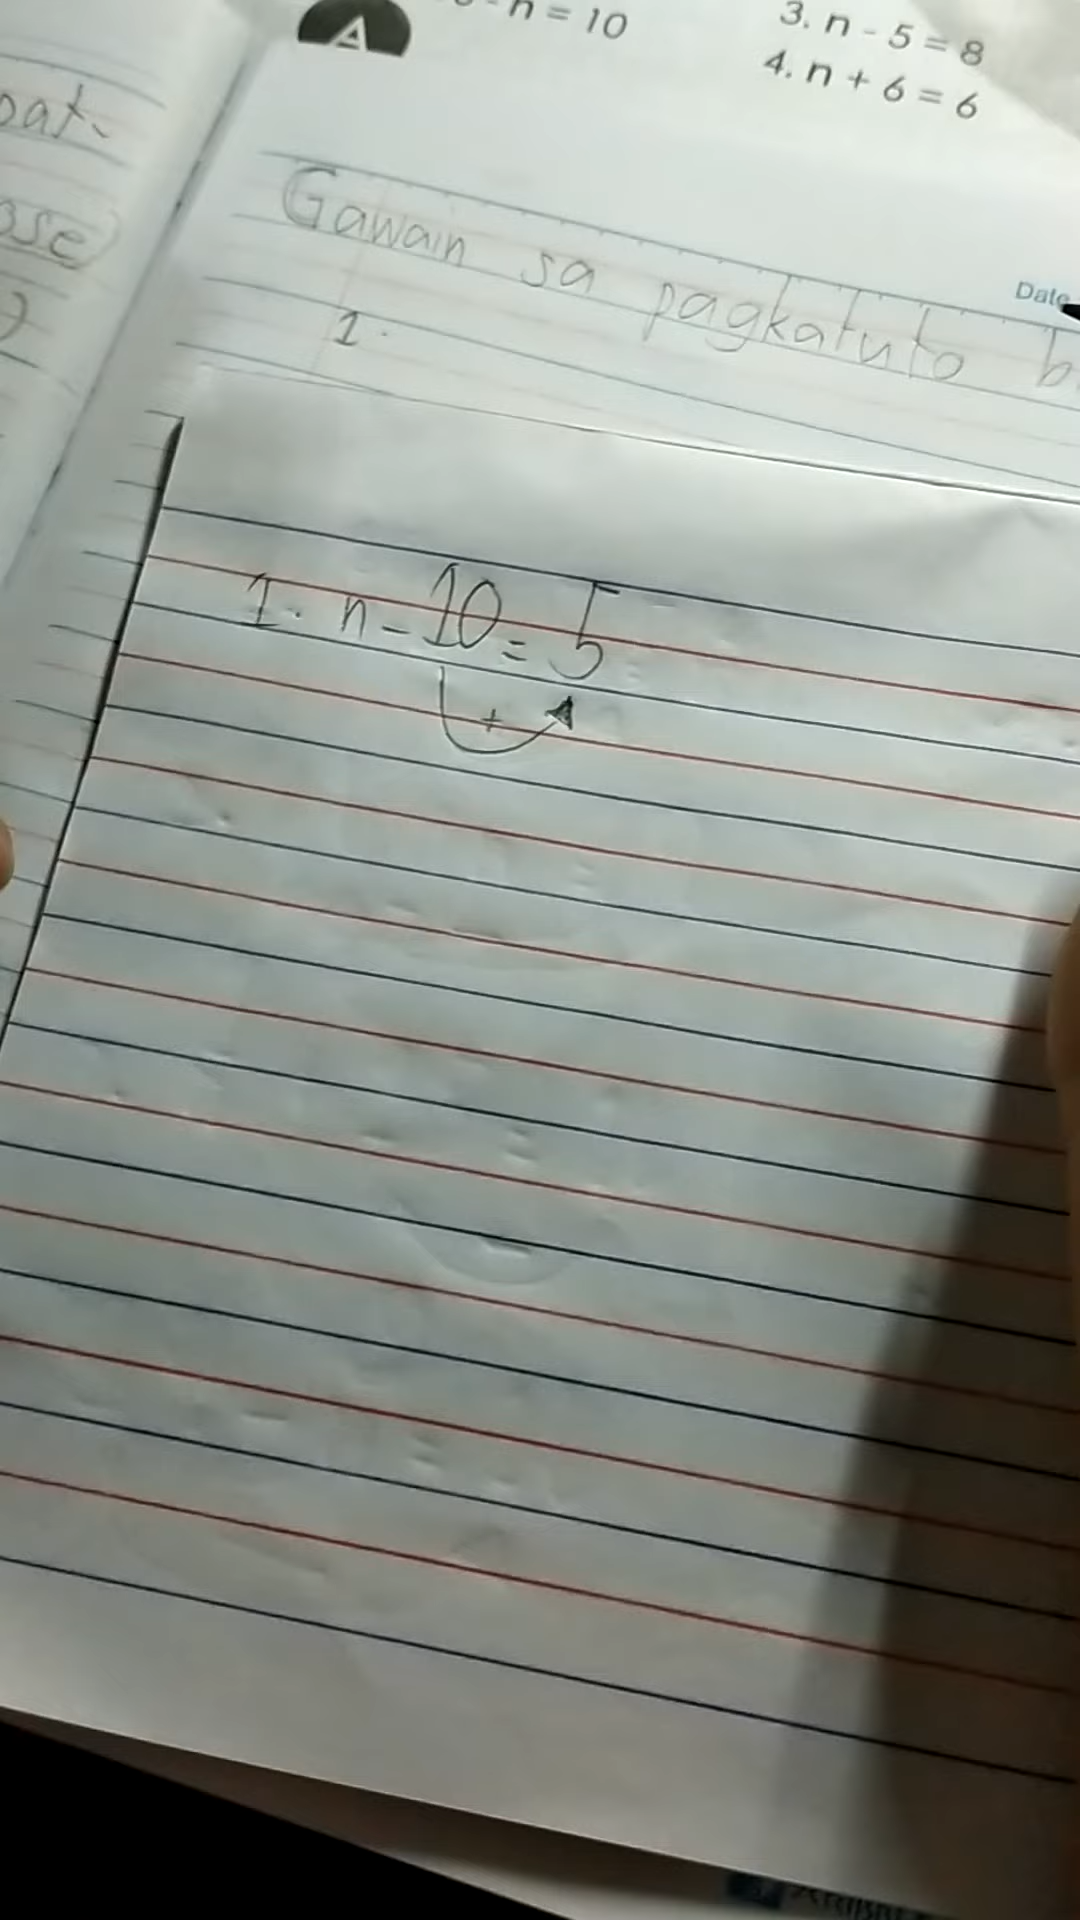 A
- n = 10
3. n - 5 = 8
4. n + 6 = 6
Date
Gawain sa pagkatuto b
1.
1. n - 10 = 5
+